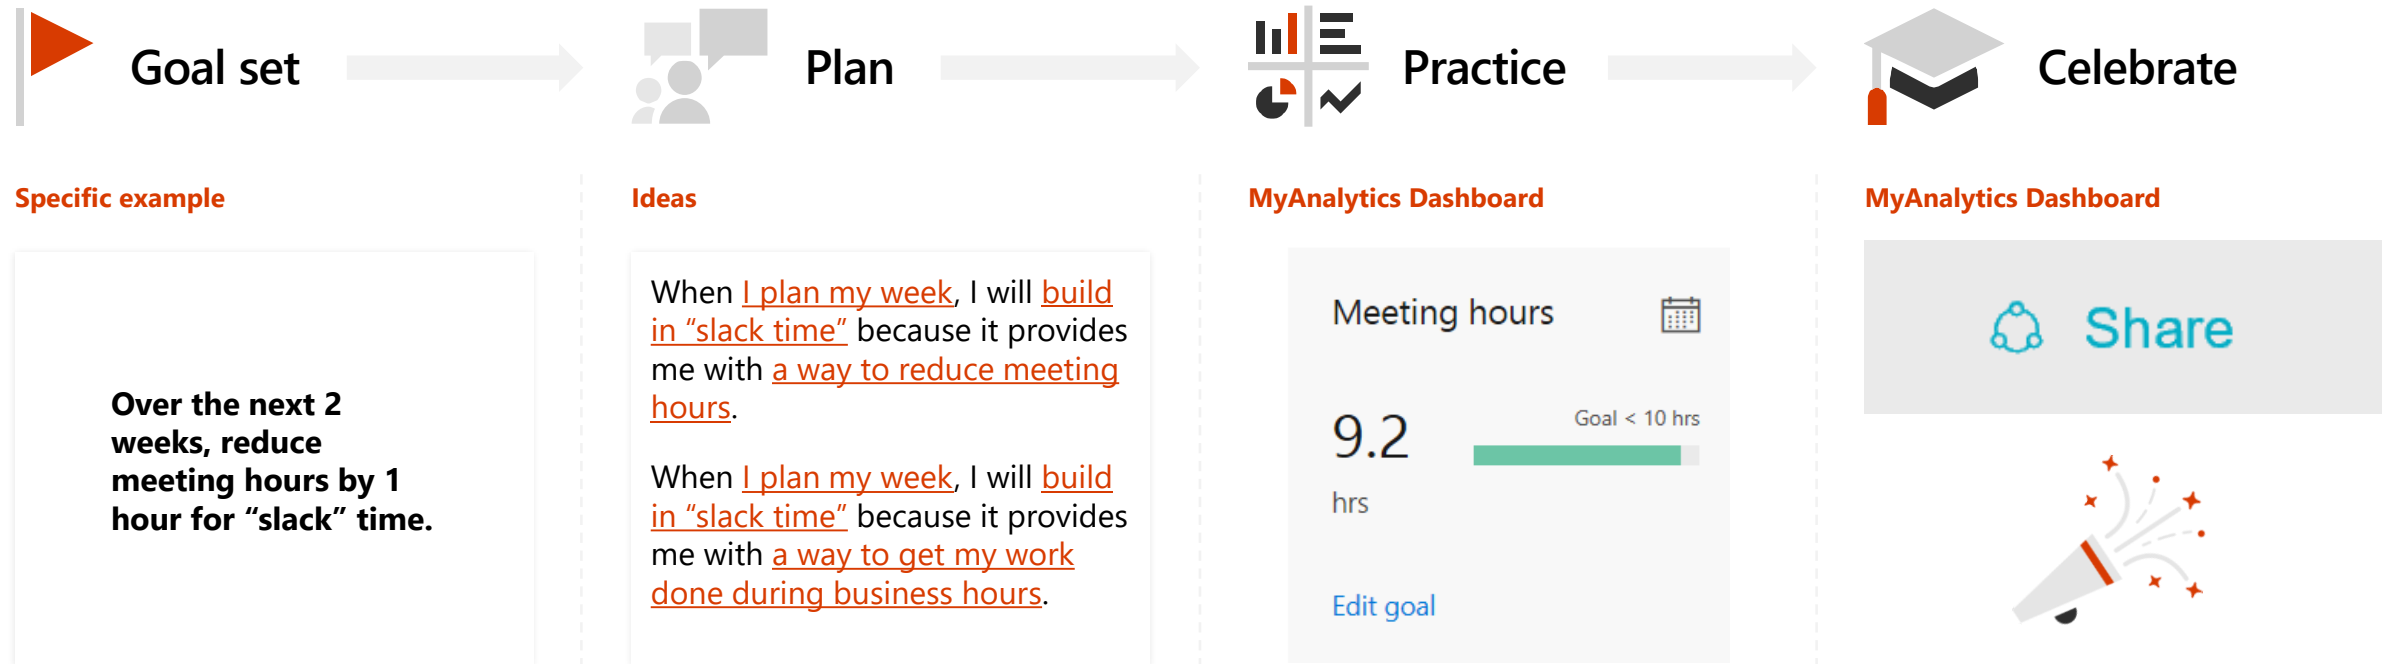 Goal set
Plan
Practice
Celebrate
Specific example
Over the next 2
weeks, reduce
meeting hours by 1
hour for “slack” time.
Ideas
When I plan my week, I will build
in “slack time” because it provides
me with a way to reduce meeting
hours.
When I plan my week, I will build
in “slack time” because it provides
me with a way to get my work
done during business hours.
MyAnalytics Dashboard
Meeting hours
9.2
hrs
Goal < 10 hrs
Edit goal
MyAnalytics Dashboard
Share